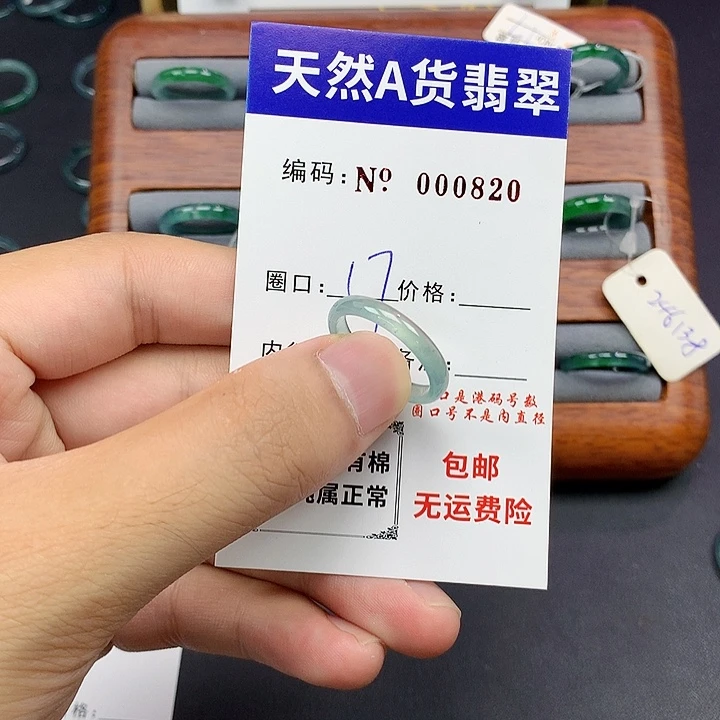 天然A货翡翠
编码：Nº 000820
圈口：17 价格：
口是港码号数
圈口号不是内直径
有棉
属正常
包邮
无运费险
格：